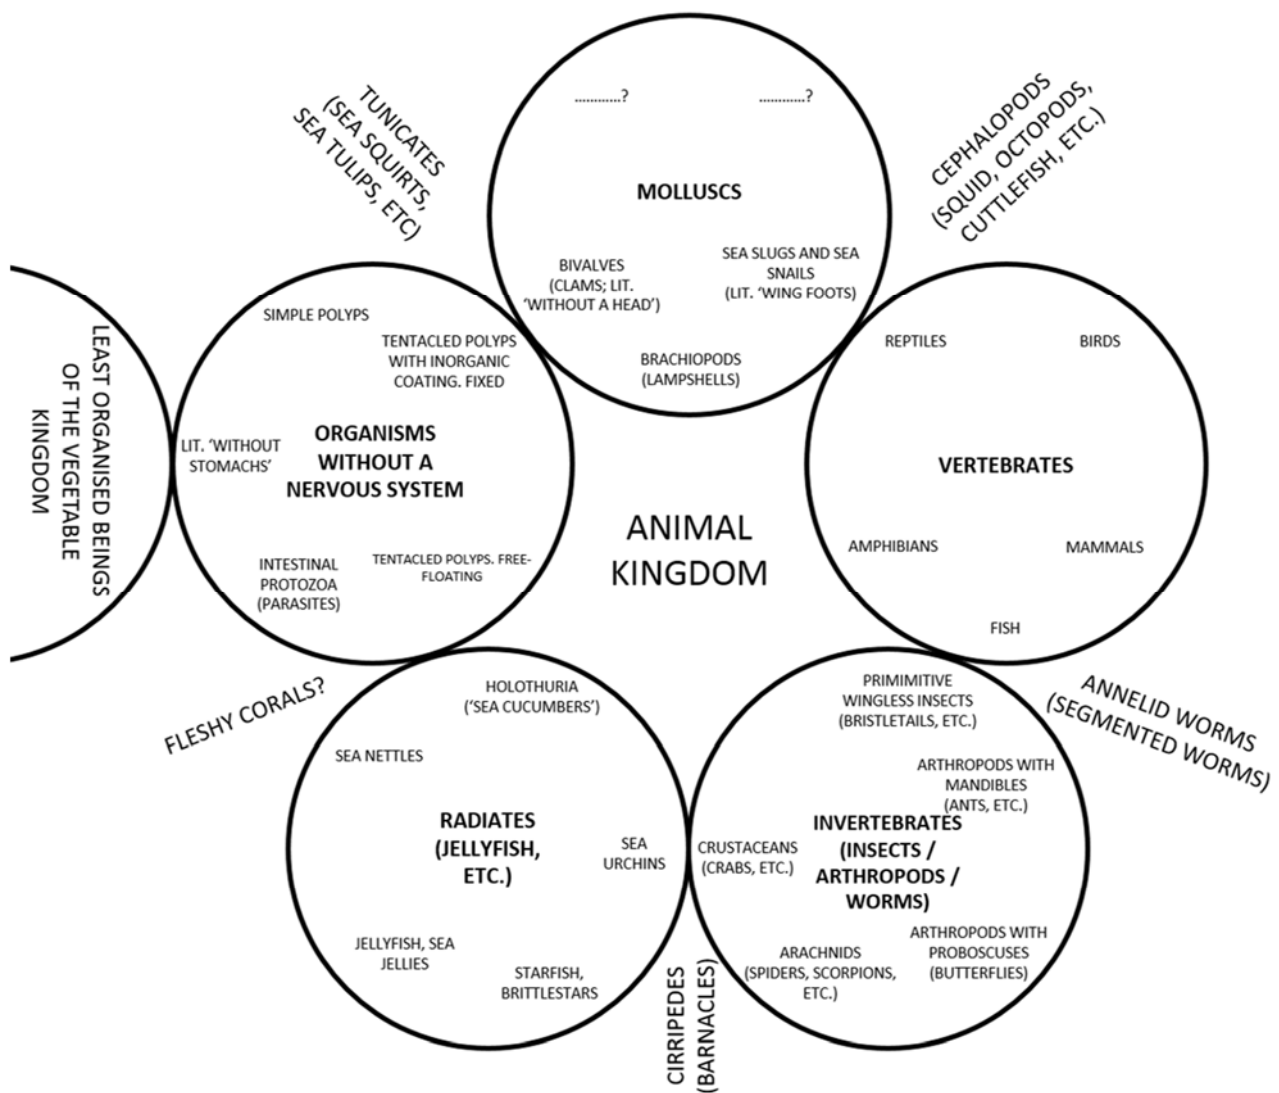 ............?
............?
MOLLUSCS
BIVALVES
(CLAMS; LIT.
‘WITHOUT A HEAD’)
SEA SLUGS AND SEA
SNAILS
(LIT. ‘WING FOOTS)
BRACHIOPODS
(LAMPSHELLS)
TUNICATES
(SEA SQUIRTS,
SEA TULIPS, ETC)
CEPHALOPODS
(SQUID, OCTOPODS,
CUTTLEFISH, ETC.)
LEAST ORGANISED BEINGS
OF THE VEGETABLE
KINGDOM
SIMPLE POLYPS
TENTACLED POLYPS
WITH INORGANIC
COATING. FIXED
LIT. ‘WITHOUT
STOMACHS’
ORGANISMS
WITHOUT A
NERVOUS SYSTEM
INTESTINAL
PROTOZOA
(PARASITES)
TENTACLED POLYPS. FREE-
FLOATING
ANIMAL
KINGDOM
REPTILES
BIRDS
VERTEBRATES
AMPHIBIANS
MAMMALS
FISH
FLESHY CORALS?
HOLOTHURIA
(‘SEA CUCUMBERS’)
SEA NETTLES
RADIATES
(JELLYFISH,
ETC.)
SEA
URCHINS
JELLYFISH, SEA
JELLIES
STARFISH,
BRITTLESTARS
CIRRIPEDES
(BARNACLES)
PRIMIMITIVE
WINGLESS INSECTS
(BRISTLETAILS, ETC.)
ARTHROPODS WITH
MANDIBLES
(ANTS, ETC.)
CRUSTACEANS
(CRABS, ETC.)
INVERTEBRATES
(INSECTS /
ARTHROPODS /
WORMS)
ARACHNIDS
(SPIDERS, SCORPIONS,
ETC.)
ARTHROPODS WITH
PROBOSCUSES
(BUTTERFLIES)
ANNELID WORMS
(SEGMENTED WORMS)